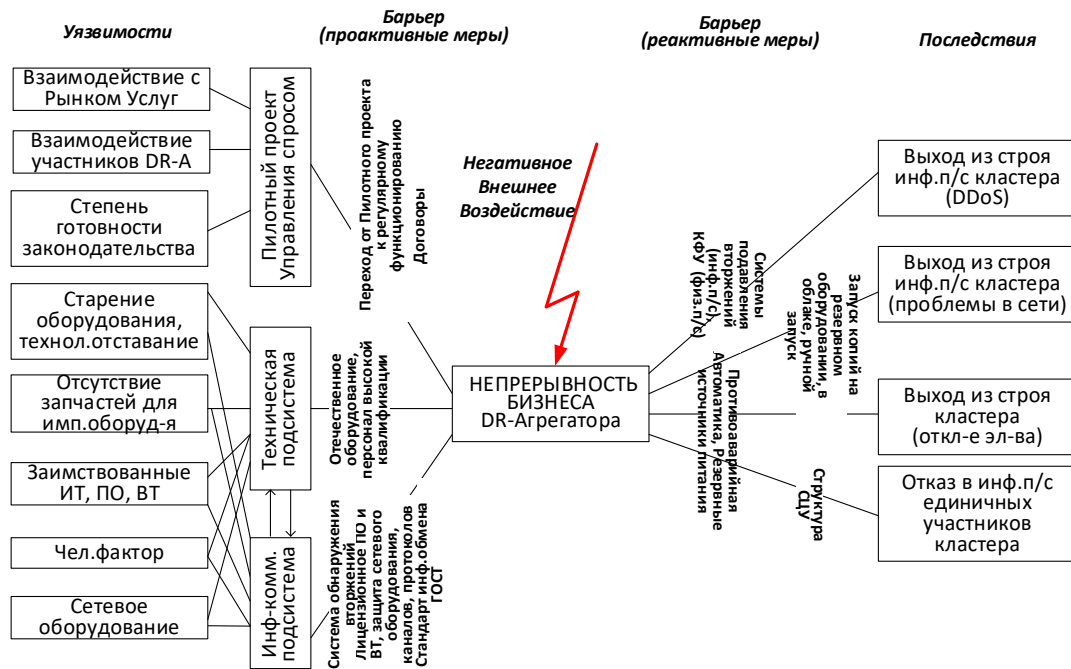 Уязвимости
Барьер
(проактивные меры)
Барьер
(реактивные меры)
Последствия
Взаимодействие с
Рынком Услуг
Взаимодействие
участников DR-A
Степень
готовности
законодательства
Старение
оборудования,
технол.отставание
Отсутствие
запчастей для
имп.оборуд-я
Заимствованные
ИТ, ПО, ВТ
Чел.фактор
Сетевое
оборудование
Пилотный проект
Управления спросом
Техническая
подсистема
Инф-комм.
подсистема
Переход от Пилотного проекта
к регулярному
функционированию
Договоры
Отечественное
оборудование,
персонал высокой
квалификации
Система обнаружения
вторжений
Лицензионное ПО и
ВТ, защита сетевого
оборудования,
каналов, протоколов
Стандарт инф.обмена
ГОСТ
Негативное
Внешнее
Воздействие
НЕПРЕРЫВНОСТЬ
БИЗНЕСА
DR-Агрегатора
Системы
подавления
вторжений
(инф.п/с),
КФУ (физ.п/с)
Запуск копий на
резервном
оборудовании, в
облаке, ручной
запуск
Противоаварийная
Автоматика, Резервные
источники питания
Структура
СЦУ
Выход из строя
инф.п/с кластера
(DDoS)
Выход из строя
инф.п/с кластера
(проблемы в сети)
Выход из строя
кластера
(откл-е эл-ва)
Отказ в инф.п/с
единичных
участников
кластера